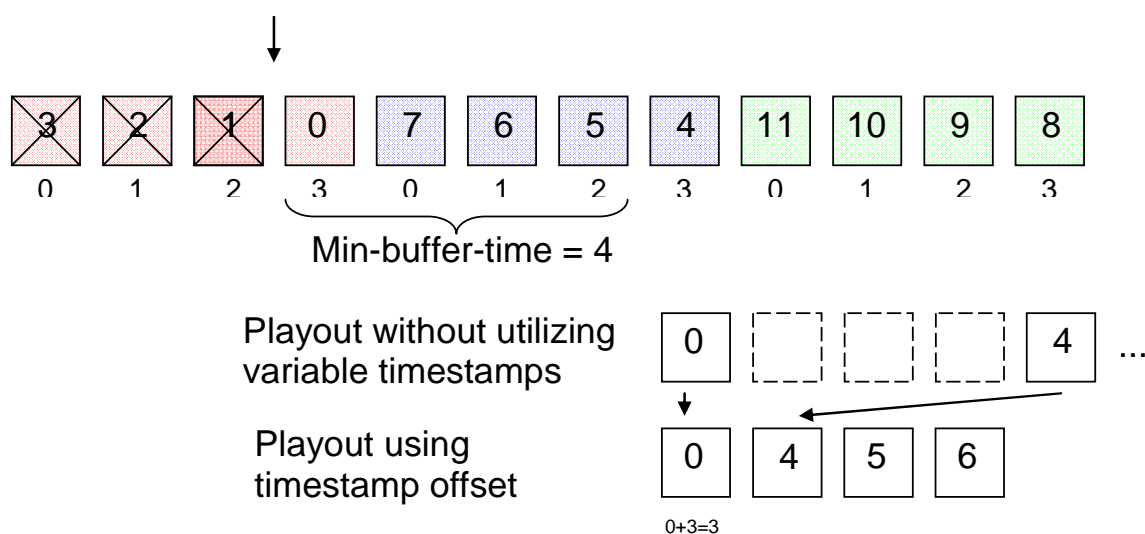 3 2 1 0 7 6 5 4 11 10 9 8
0 1 2 3 0 1 2 3 0 1 2 3
Min-buffer-time = 4
Playout without utilizing
variable timestamps
0 4 ...
Playout using
timestamp offset
0 4 5 6
0+3=3